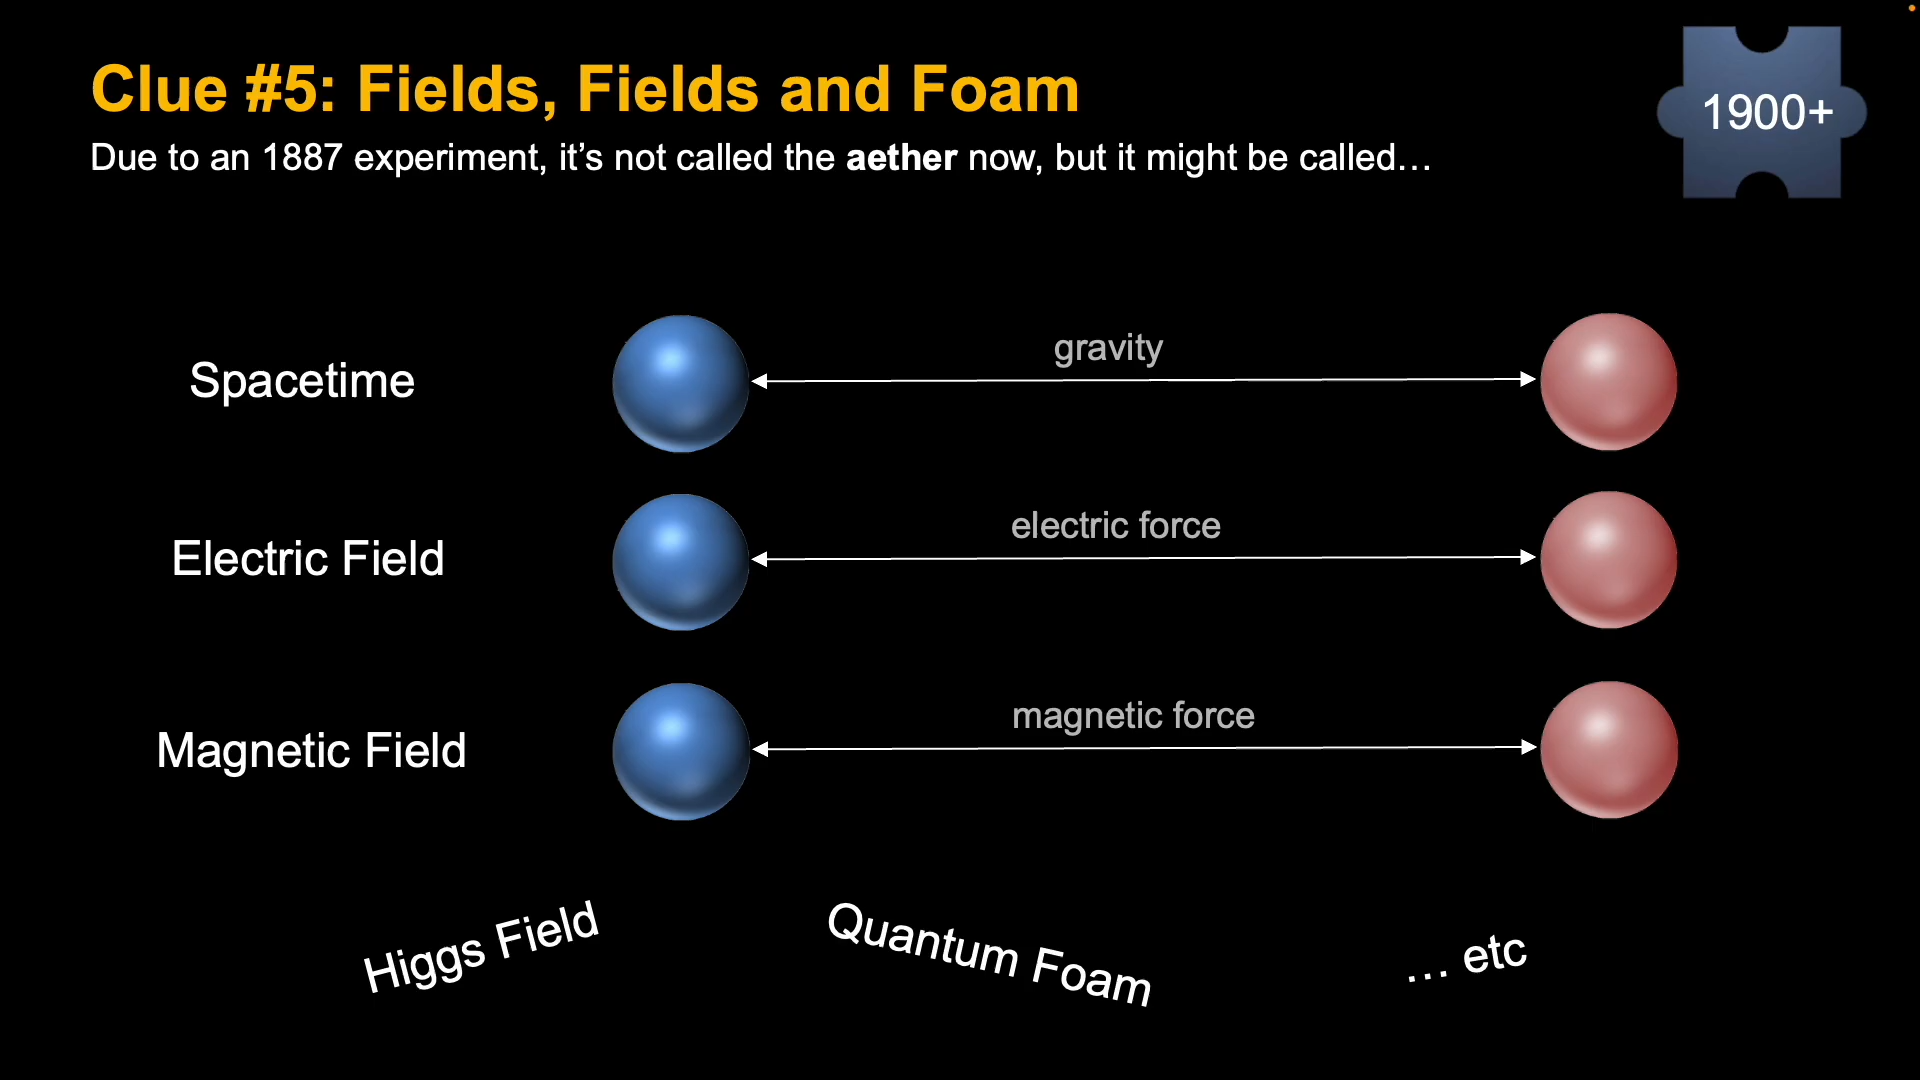 Clue #5: Fields, Fields and Foam
1900+
Due to an 1887 experiment, it’s not called the aether now, but it might be called…
Spacetime
gravity
Electric Field
electric force
Magnetic Field
magnetic force
Higgs Field
Quantum Foam
… etc